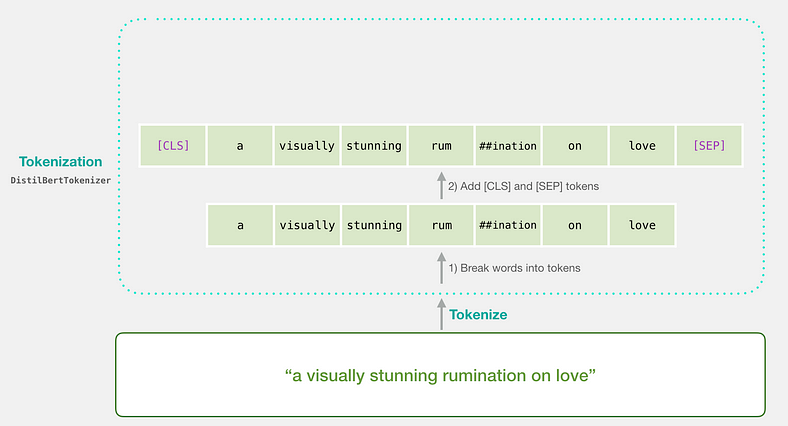 [CLS] a visually stunning rum ##ination on love [SEP]
Tokenization
DistilBertTokenizer
2) Add [CLS] and [SEP] tokens
a visually stunning rum ##ination on love
1) Break words into tokens
Tokenize
“a visually stunning rumination on love”